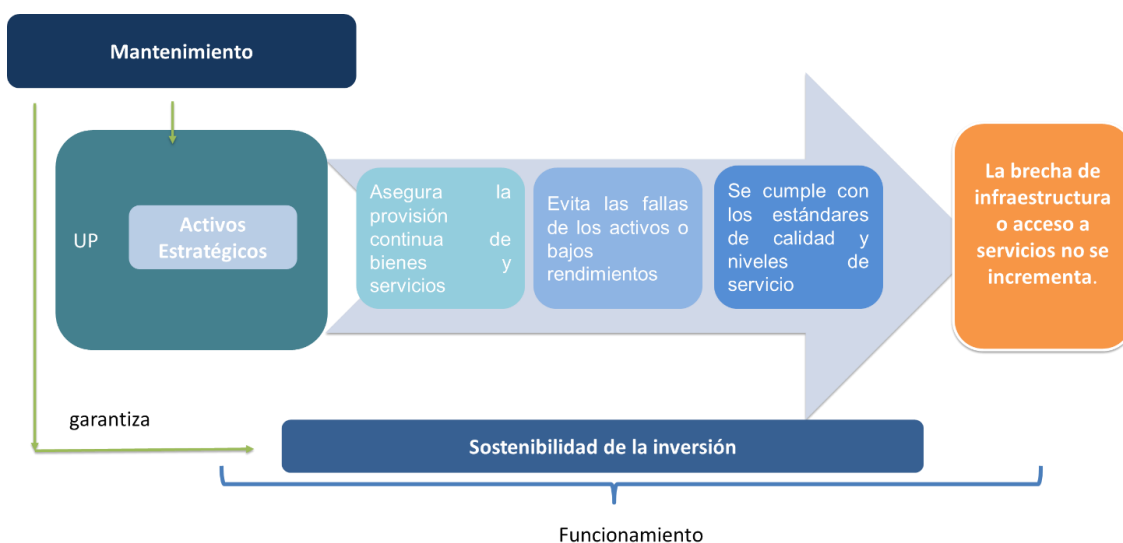 Mantenimiento
UP
Activos
Estratégicos
Asegura la
provisión
continua de
bienes y
servicios
Evita las fallas
de los activos o
bajos
rendimientos
Se cumple con
los estándares
de calidad y
niveles de
servicio
La brecha de
infraestructura
o acceso a
servicios no se
incrementa.
garantiza
Sostenibilidad de la inversión
Funcionamiento